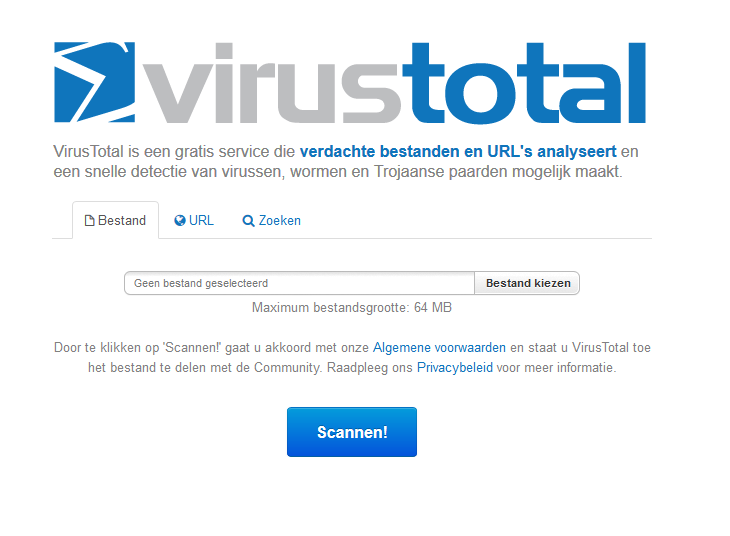 virustotal
VirusTotal is een gratis service die verdachte bestanden en URL's analyseert en
een snelle detectie van virussen, wormen en Trojaanse paarden mogelijk maakt.
Bestand URL Zoeken
Geen bestand geselecteerd Bestand kiezen
Maximum bestandsgrootte: 64 MB
Door te klikken op 'Scannen!' gaat u akkoord met onze Algemene voorwaarden en staat u VirusTotal toe
het bestand te delen met de Community. Raadpleeg ons Privacybeleid voor meer informatie.
Scannen!